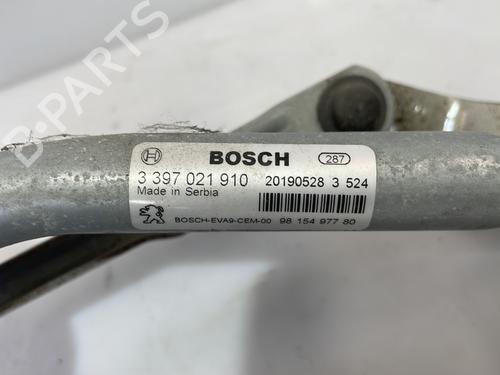 B-PARTS
BOSCH 287
3 397 021 910 20190528 3 524
Made in Serbia
BOSCH-EVA9-CEM-00 98 154 977 80